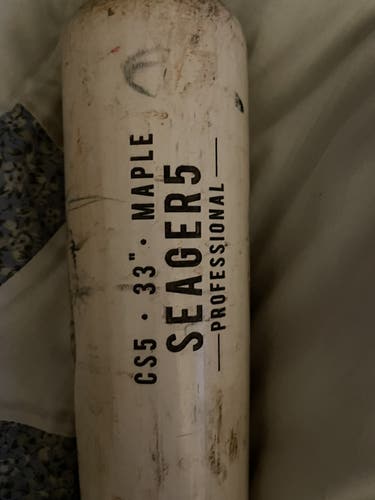 CS5 · 33" · MAPLE
SEAGER5
PROFESSIONAL